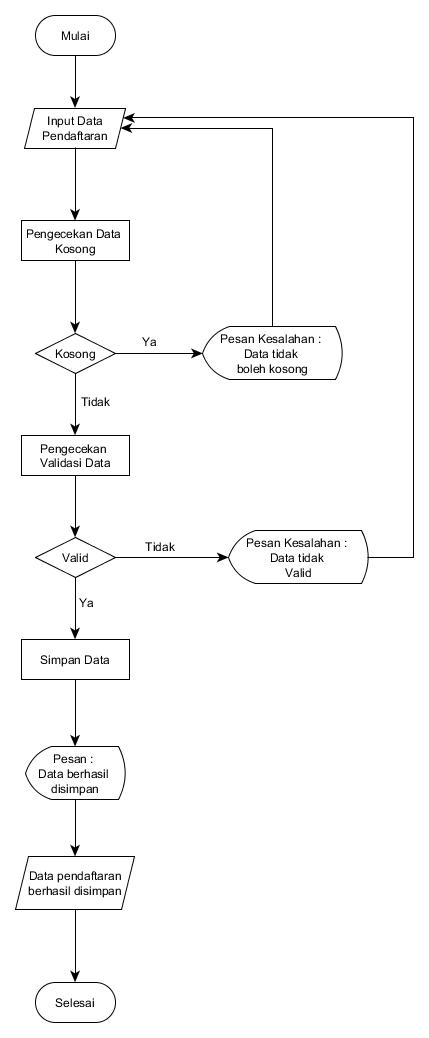 Mulai
Input Data
Pendaftaran
Pengecekan Data
Kosong
Kosong
Ya
Pesan Kesalahan :
Data tidak
boleh kosong
Tidak
Pengecekan
Validasi Data
Valid
Tidak
Pesan Kesalahan :
Data tidak
Valid
Ya
Simpan Data
Pesan :
Data berhasil
disimpan
Data pendaftaran
berhasil disimpan
Selesai